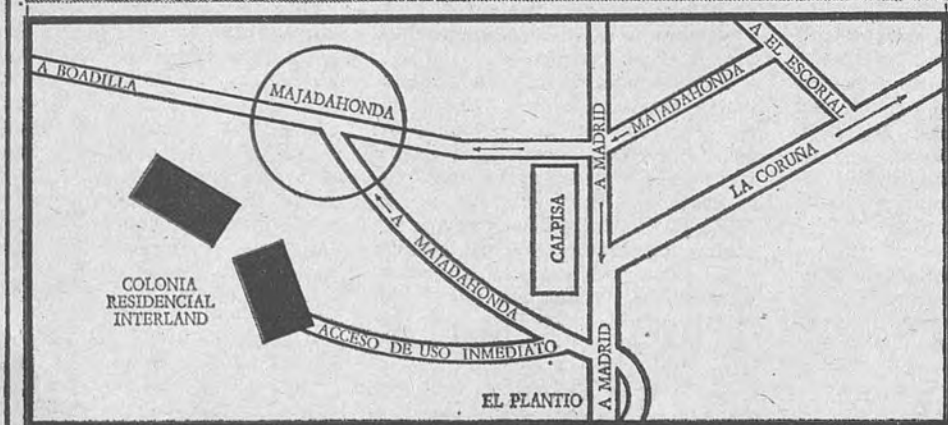 A BOADILLA
MAJADAHONDA
A MADRID
MAJADAHONDA
A EL ESCORIAL
LA CORUÑA
CALPISA
A MAJADAHONDA
COLONIA
RESIDENCIAL
INTERLAND
ACCESO DE USO INMEDIATO
EL PLANTIO
A MADRID